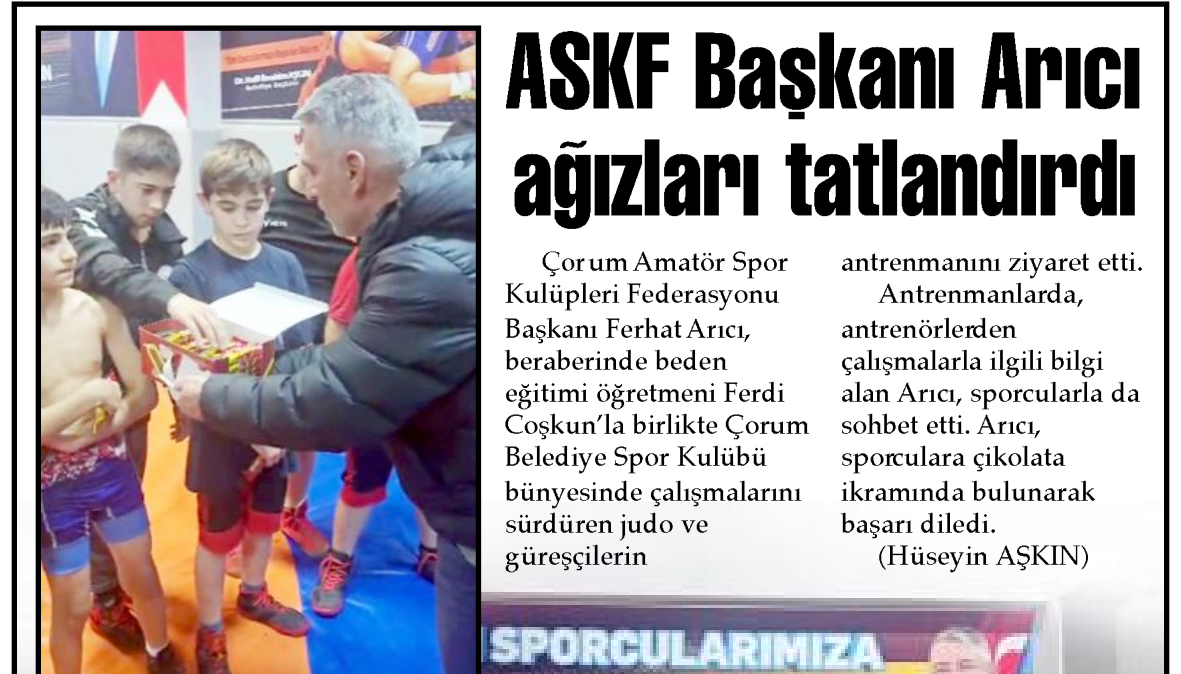 ASKF Başkanı Arıcı
ağızları tatlandırdı
Çorum Amatör Spor
Kulüpleri Federasyonu
Başkanı Ferhat Arıcı,
beraberinde beden
eğitimi öğretmeni Ferdi
Coşkun’la birlikte Çorum
Belediye Spor Kulübü
bünyesinde çalışmalarını
sürdüren judo ve
güreşçilerin
antrenmanını ziyaret etti.
Antrenmanlarda,
antrenörlerden
çalışmalarla ilgili bilgi
alan Arıcı, sporcularla da
sohbet etti. Arıcı,
sporculara çikolata
ikramında bulunarak
başarı diledi.
(Hüseyin AŞKIN)
SPORCULARIMIZA